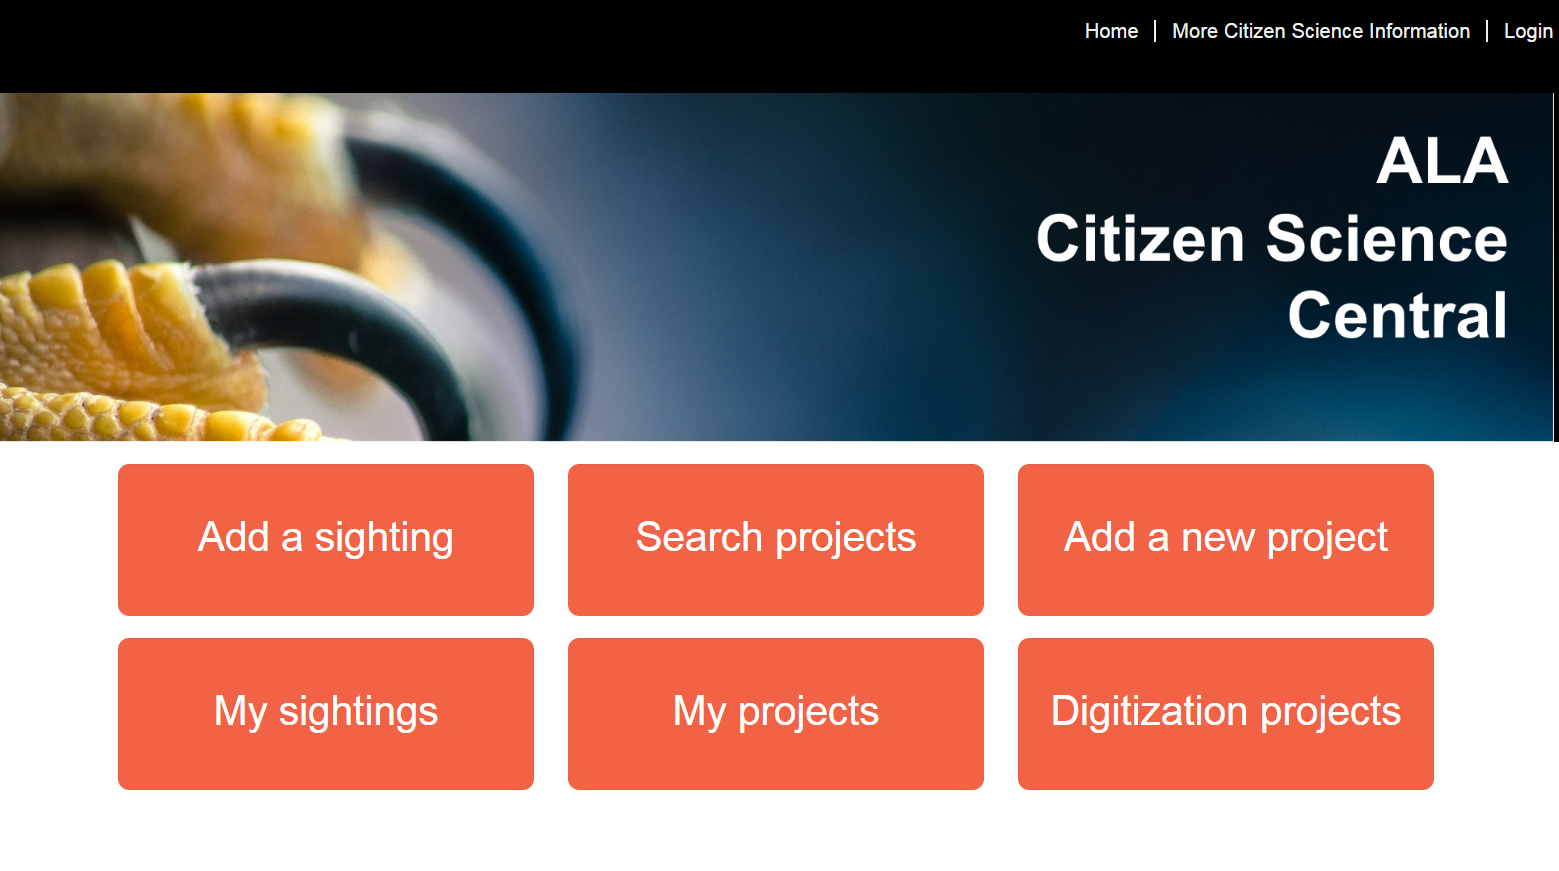 Home | More Citizen Science Information | Login
ALA
Citizen Science
Central
Add a sighting
Search projects
Add a new project
My sightings
My projects
Digitization projects